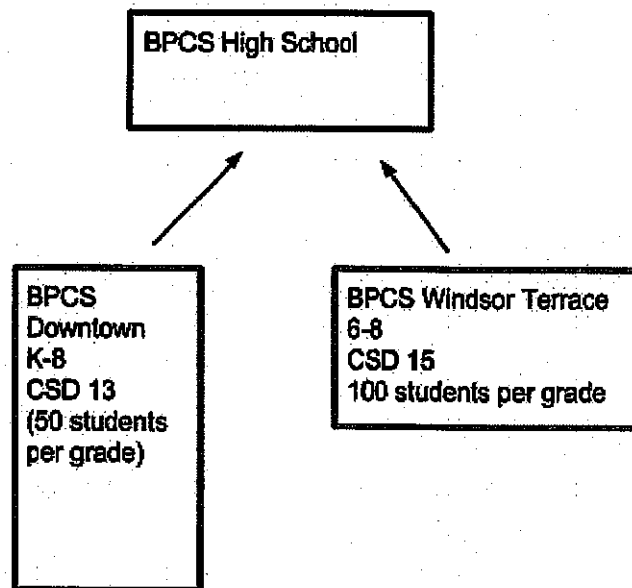 BPCS High School
BPCS
Downtown
K-8
CSD 13
(50 students
per grade)
BPCS Windsor Terrace
6-8
CSD 15
100 students per grade